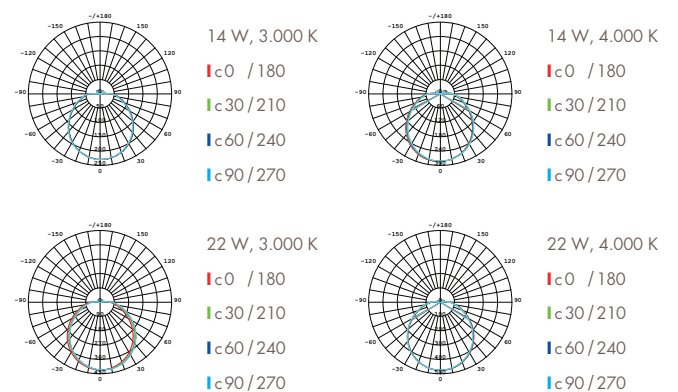 -/+180
-150 150
-120 120
-90 90
-60 60
-30 30
0
14 W, 3.000 K
c0 / 180
c30 / 210
c60 / 240
c90 / 270
-/+180
-150 150
-120 120
-90 90
-60 60
-30 30
0
14 W, 4.000 K
c0 / 180
c30 / 210
c60 / 240
c90 / 270
-/+180
-150 150
-120 120
-90 90
-60 60
-30 30
0
22 W, 3.000 K
c0 / 180
c30 / 210
c60 / 240
c90 / 270
-/+180
-150 150
-120 120
-90 90
-60 60
-30 30
0
22 W, 4.000 K
c0 / 180
c30 / 210
c60 / 240
c90 / 270